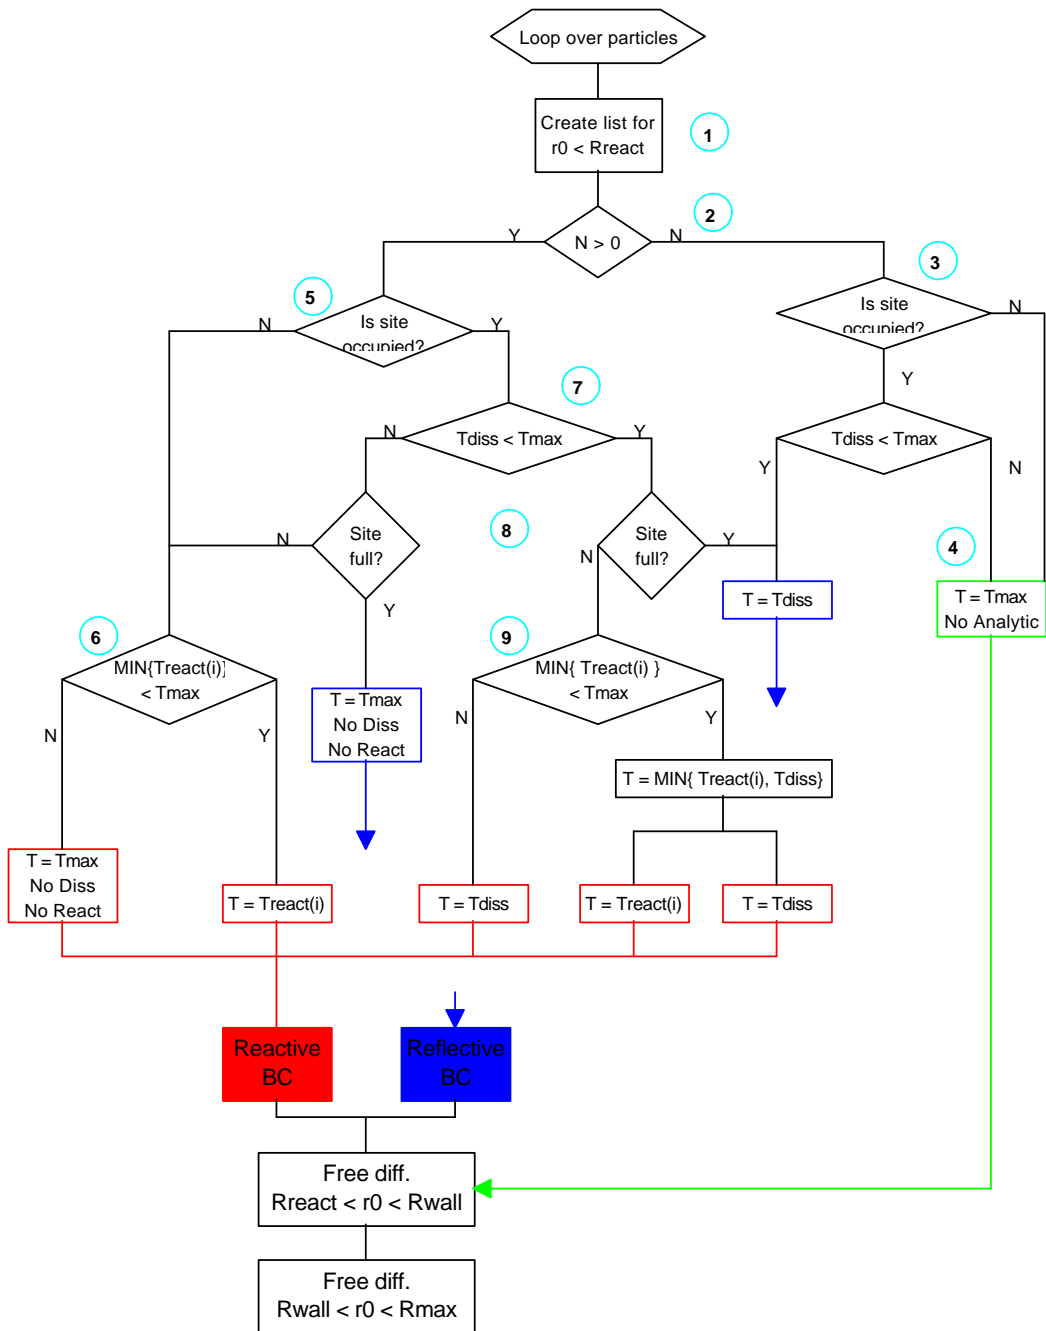 Loop over particles
Create list for
r0 < Rreact
1
2
Y
N > 0
N
3
5
Is site
occupied?
N
Y
Is site
occupied?
N
Y
7
N
Tdiss < Tmax
Y
Tdiss < Tmax
Y
N
N
Site
full?
8
Site
full?
N
Y
Y
4
T = Tdiss
T = Tmax
No Analytic
6
MIN{Treact(i)}
< Tmax
N
Y
9
MIN{ Treact(i) }
< Tmax
N
Y
T = Tmax
No Diss
No React
T = MIN{ Treact(i), Tdiss}
T = Tmax
No Diss
No React
T = Treact(i)
T = Tdiss
T = Treact(i)
T = Tdiss
Reactive
BC
Reflective
BC
Free diff.
Rreact < r0 < Rwall
Free diff.
Rwall < r0 < Rmax